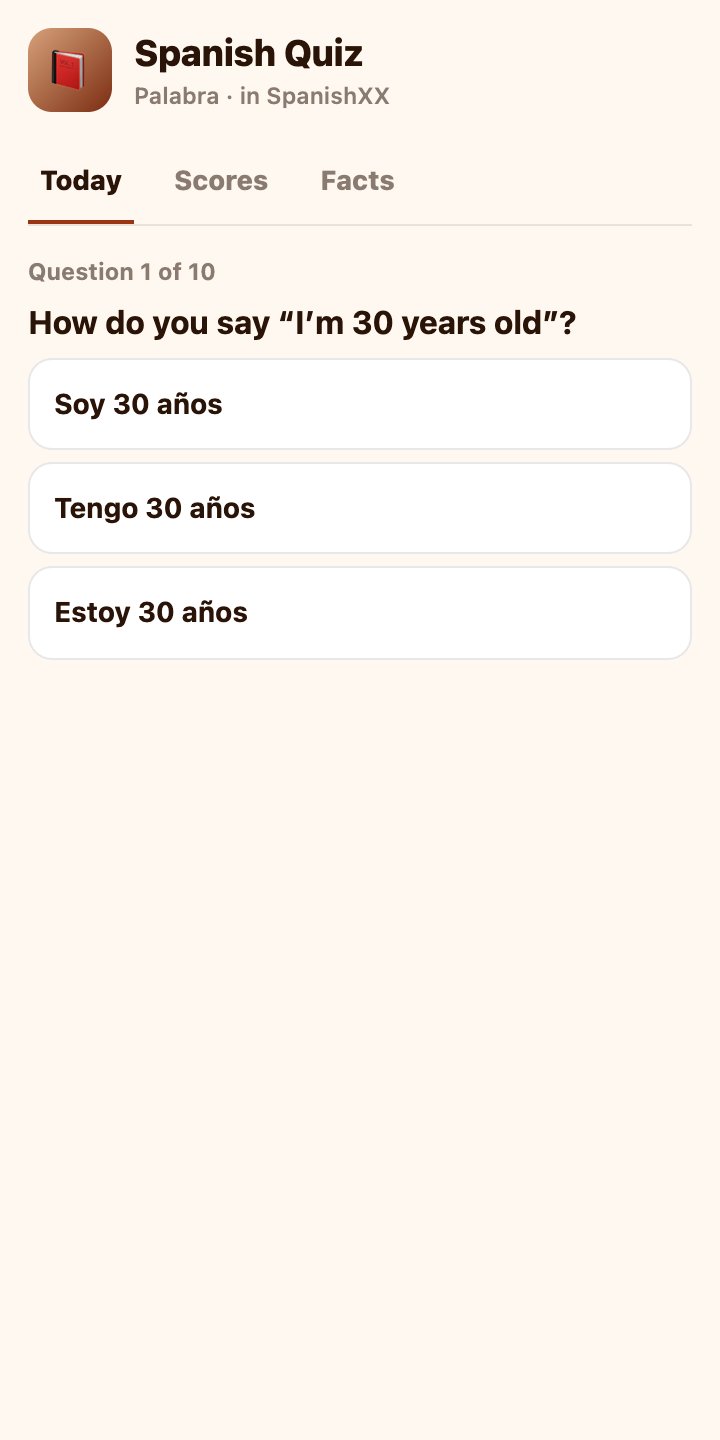 Spanish Quiz
Palabra · in SpanishXX
Today Scores Facts
Question 1 of 10
How do you say “I’m 30 years old”?
Soy 30 años
Tengo 30 años
Estoy 30 años